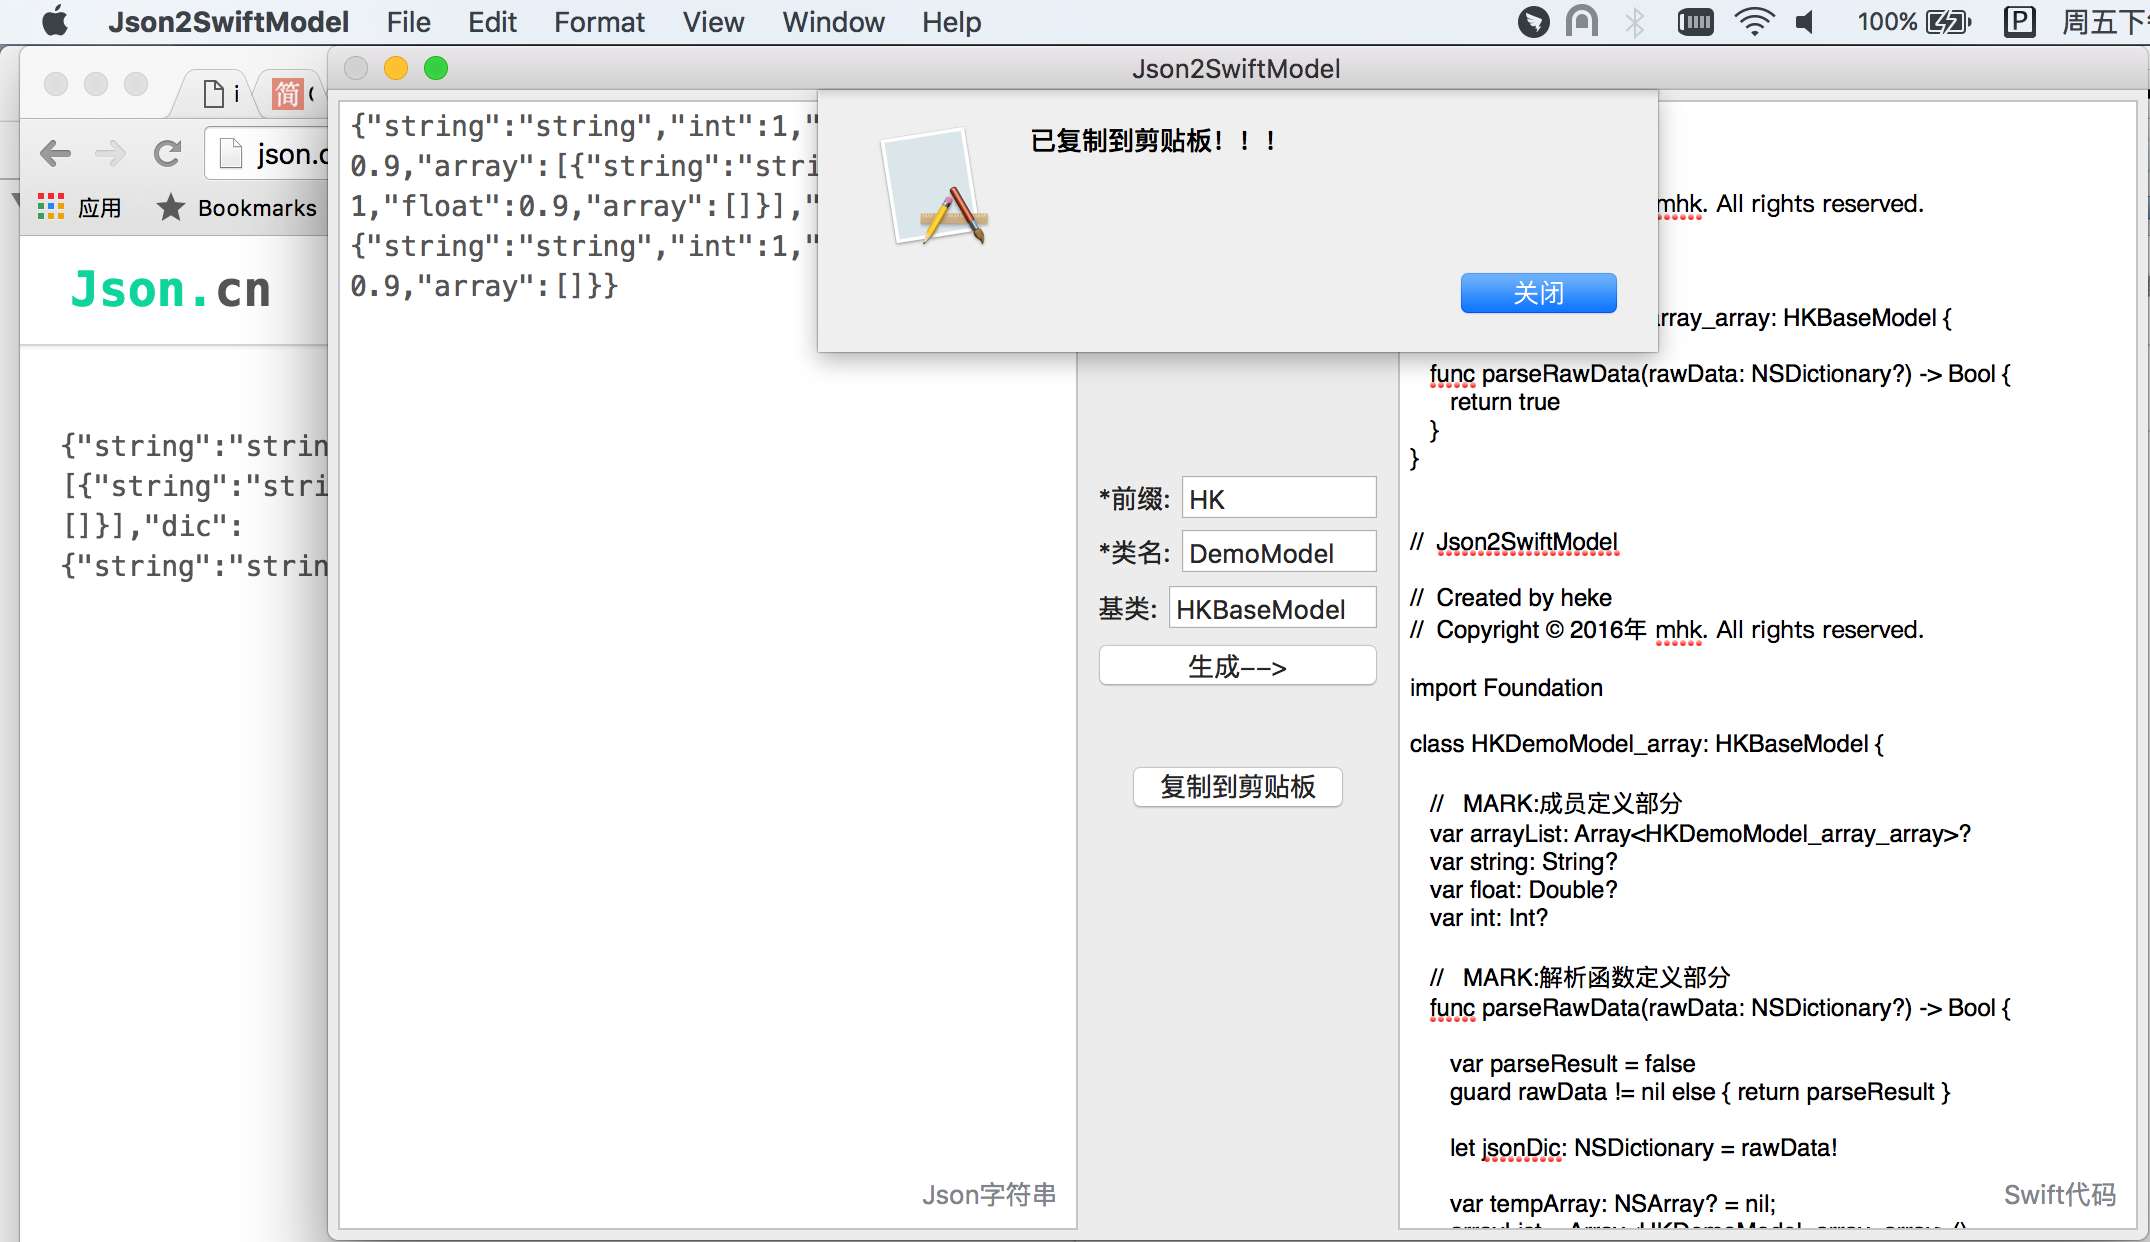 Json2SwiftModel File Edit Format View Window Help 100% P 周五下
Json2SwiftModel
i 简
json.c
应用 Bookmarks
Json.cn
{"string":"strin
[{"string":"stri
[]}],"dic":
{"string":"strin
{"string":"string","int":1,"
0.9,"array":[{"string":"stri
1,"float":0.9,"array":[]}],"
{"string":"string","int":1,"
0.9,"array":[]}}
Json字符串
已复制到剪贴板！！！
关闭
*前缀: HK
*类名: DemoModel
基类: HKBaseModel
生成-->
复制到剪贴板
mhk. All rights reserved.
rray_array: HKBaseModel {
func parseRawData(rawData: NSDictionary?) -> Bool {
return true
}
}
// Json2SwiftModel
// Created by heke
// Copyright © 2016年 mhk. All rights reserved.
import Foundation
class HKDemoModel_array: HKBaseModel {
// MARK:成员定义部分
var arrayList: Array<HKDemoModel_array_array>?
var string: String?
var float: Double?
var int: Int?
// MARK:解析函数定义部分
func parseRawData(rawData: NSDictionary?) -> Bool {
var parseResult = false
guard rawData != nil else { return parseResult }
let jsonDic: NSDictionary = rawData!
var tempArray: NSArray? = nil;
Swift代码